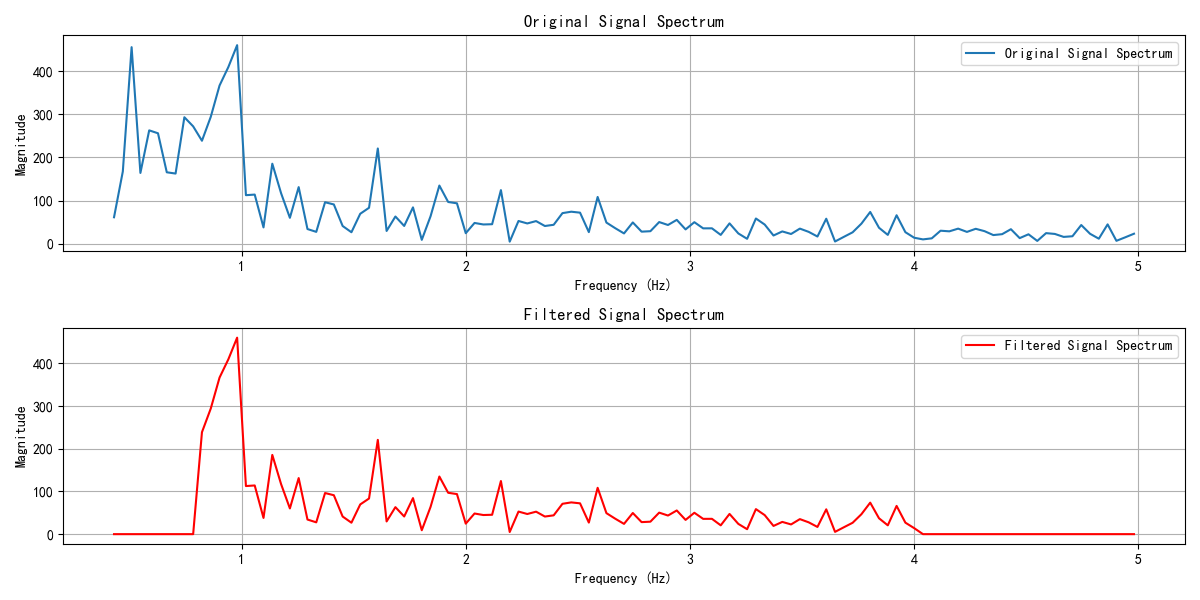 Original Signal Spectrum
Original Signal Spectrum
Magnitude
400
300
200
100
0
1 2 3 4 5
Frequency (Hz)
Filtered Signal Spectrum
Filtered Signal Spectrum
Magnitude
400
300
200
100
0
1 2 3 4 5
Frequency (Hz)